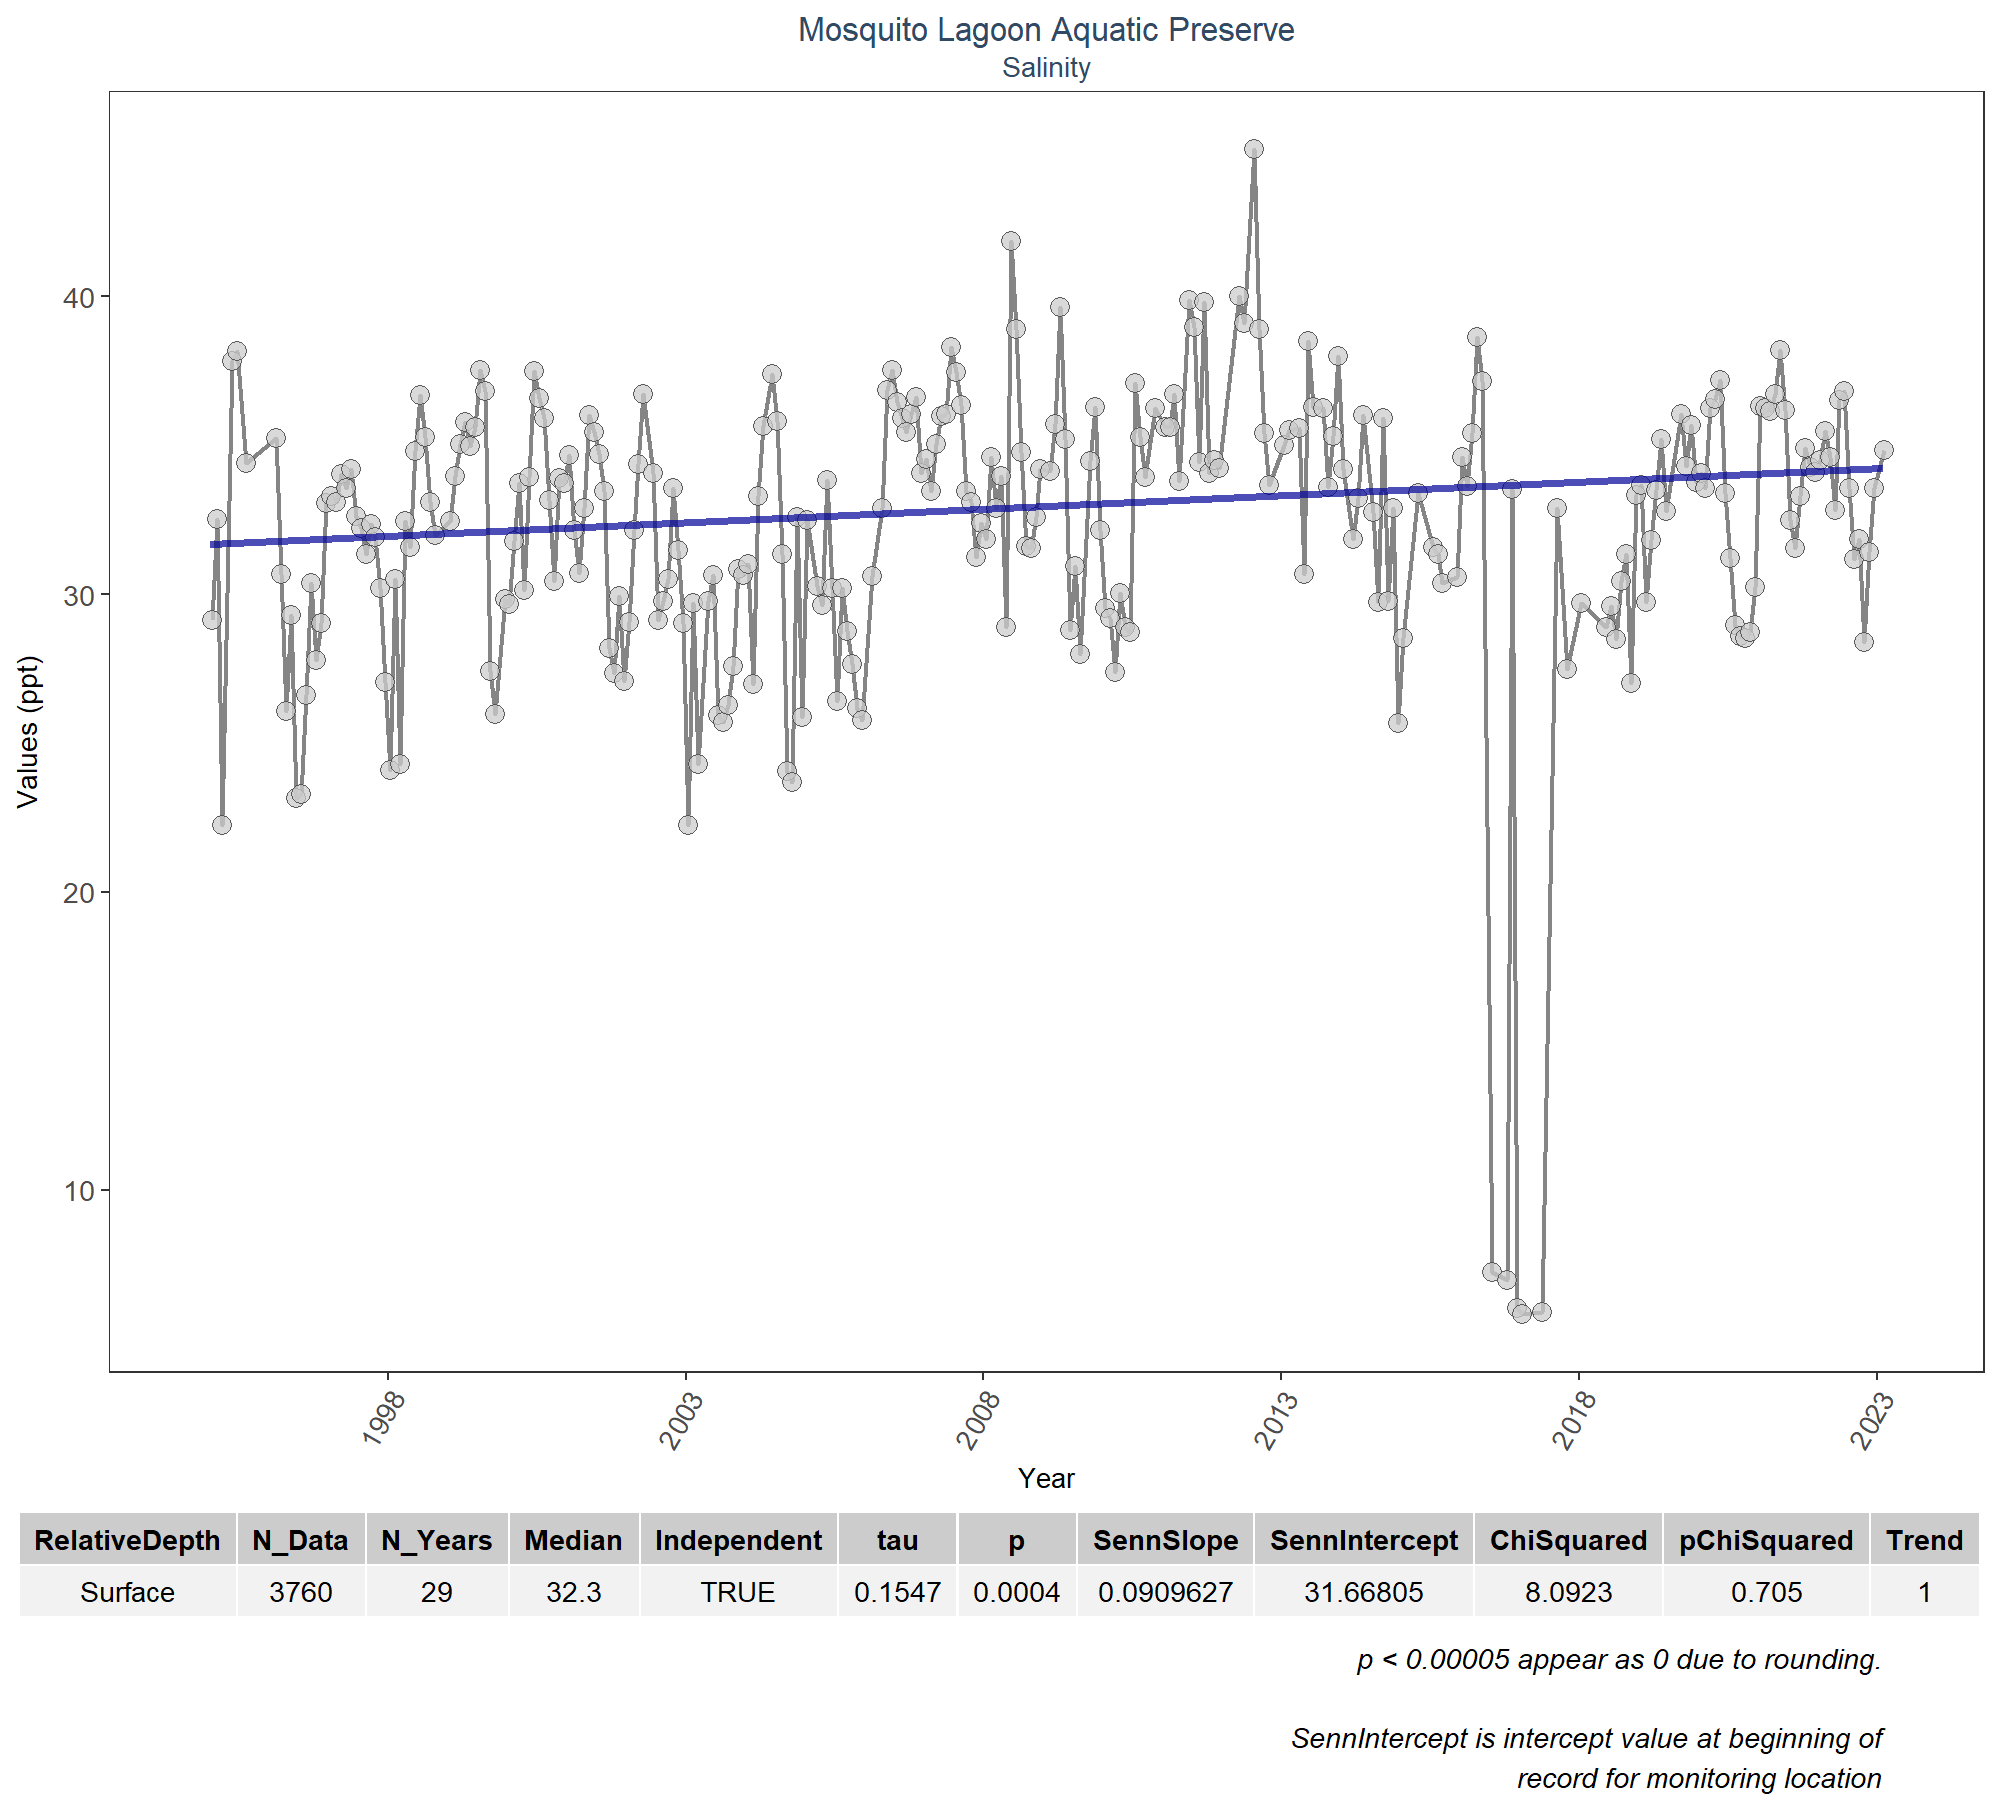 Mosquito Lagoon Aquatic Preserve
Salinity
Values (ppt)
40
30
20
10
1998
2003
2008
2013
2018
2023
Year
RelativeDepth N_Data N_Years Median Independent tau p SennSlope SennIntercept ChiSquared pChiSquared Trend
Surface 3760 29 32.3 TRUE 0.1547 0.0004 0.0909627 31.66805 8.0923 0.705 1
p < 0.00005 appear as 0 due to rounding.
SennIntercept is intercept value at beginning of
record for monitoring location